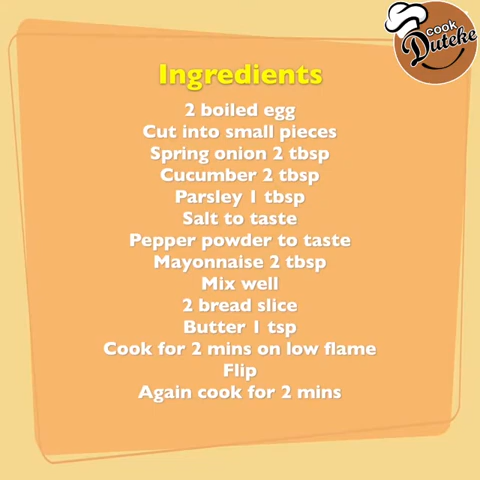 cook
Duteke
Ingredients
2 boiled egg
Cut into small pieces
Spring onion 2 tbsp
Cucumber 2 tbsp
Parsley 1 tbsp
Salt to taste
Pepper powder to taste
Mayonnaise 2 tbsp
Mix well
2 bread slice
Butter 1 tsp
Cook for 2 mins on low flame
Flip
Again cook for 2 mins